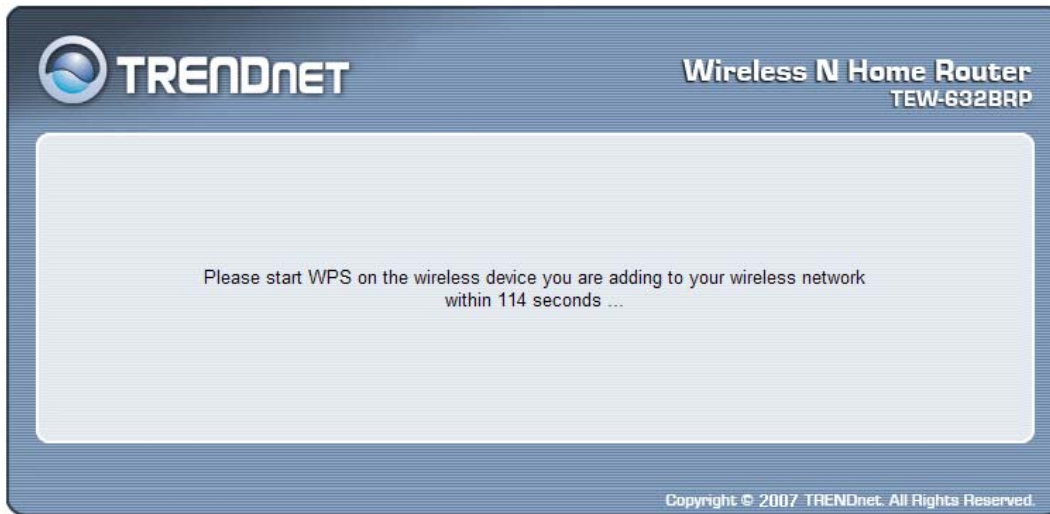 TRENDNET
Wireless N Home Router
TEW-632BRP
Please start WPS on the wireless device you are adding to your wireless network
within 114 seconds ...
Copyright © 2007 TRENDnet. All Rights Reserved.